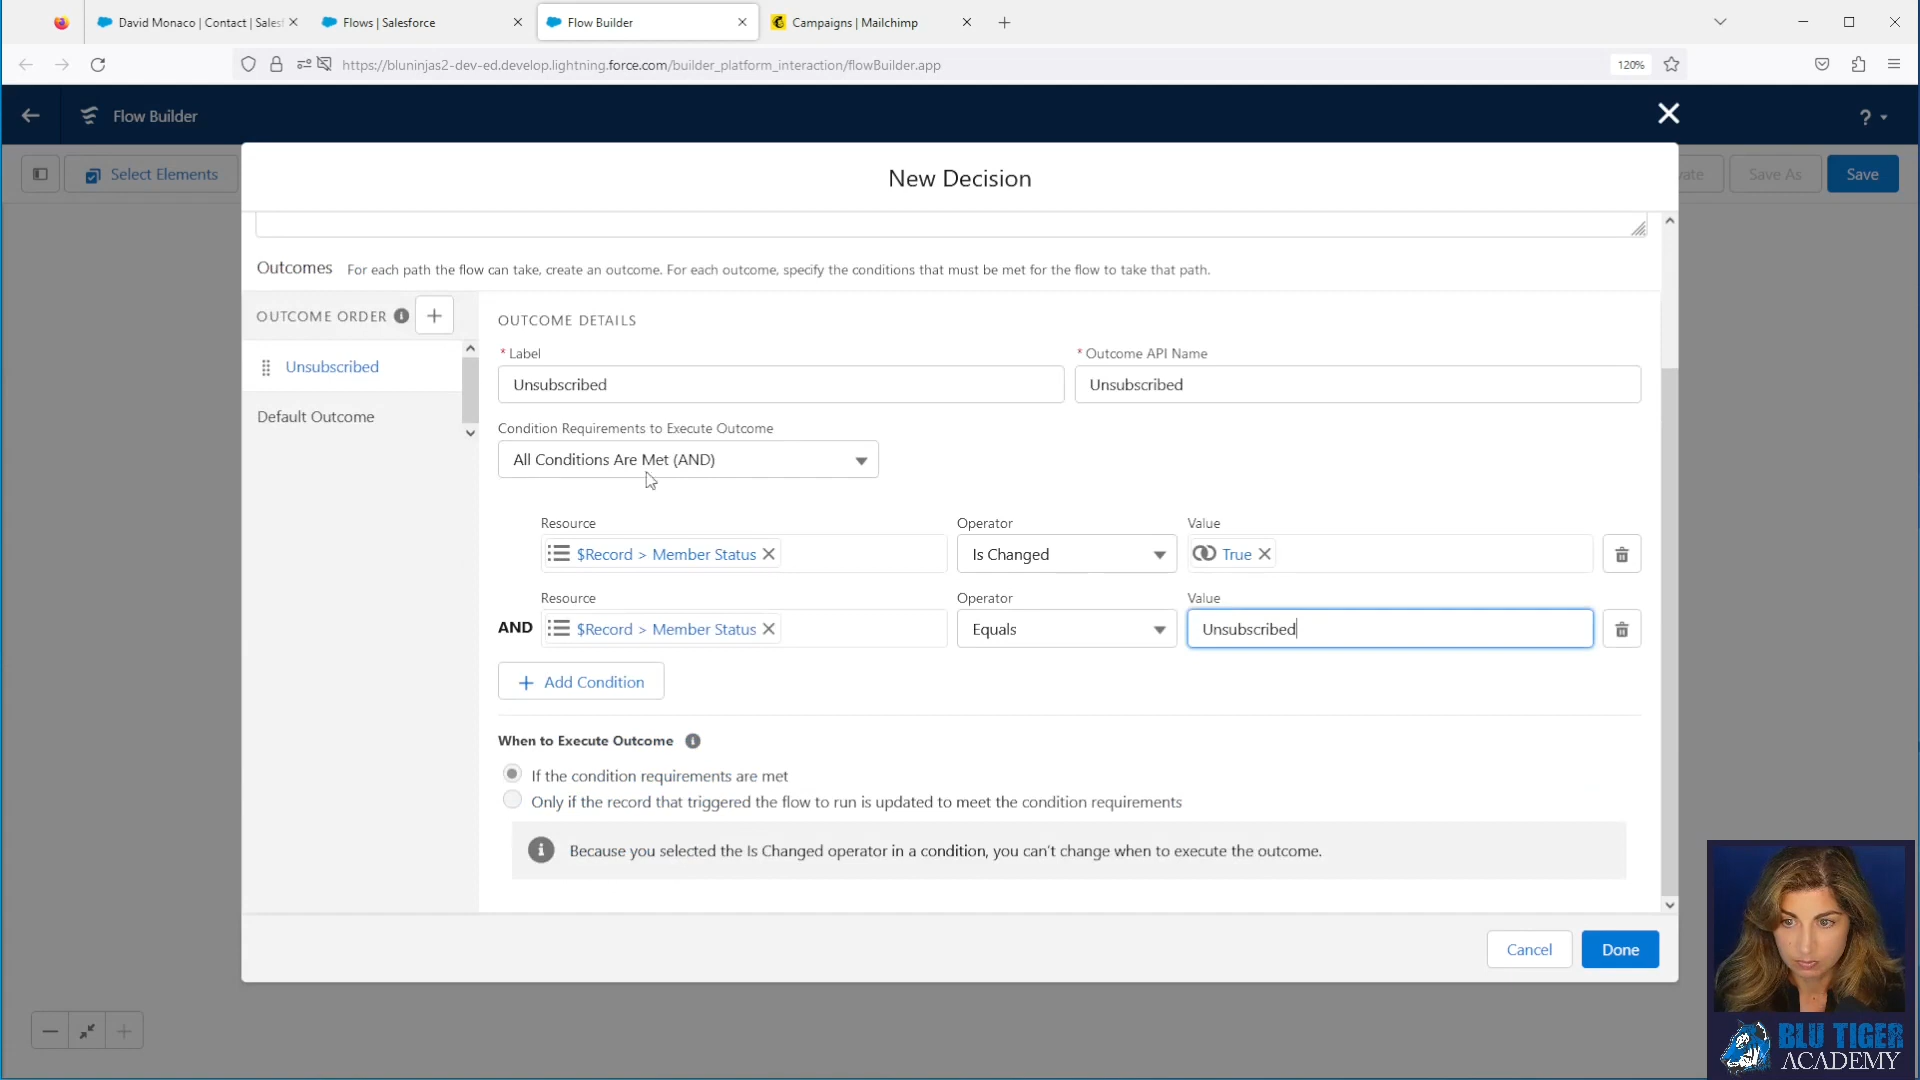 David Monaco | Contact | Sales
Flows | Salesforce
Flow Builder
Campaigns | Mailchimp
https://bluninjas2-dev-ed.develop.lightning.force.com/builder_platform_interaction/flowBuilder.app
120%
Flow Builder
?
Select Elements
Save As
Save
New Decision
Outcomes For each path the flow can take, create an outcome. For each outcome, specify the conditions that must be met for the flow to take that path.
OUTCOME ORDER
Unsubscribed
Default Outcome
OUTCOME DETAILS
* Label
* Outcome API Name
Unsubscribed
Unsubscribed
Condition Requirements to Execute Outcome
All Conditions Are Met (AND)
Resource Operator Value
$Record > Member Status Is Changed True
Resource Operator Value
AND $Record > Member Status Equals Unsubscribed
+ Add Condition
When to Execute Outcome
If the condition requirements are met
Only if the record that triggered the flow to run is updated to meet the condition requirements
Because you selected the Is Changed operator in a condition, you can't change when to execute the outcome.
Cancel
Done
BLU TIGER
ACADEMY